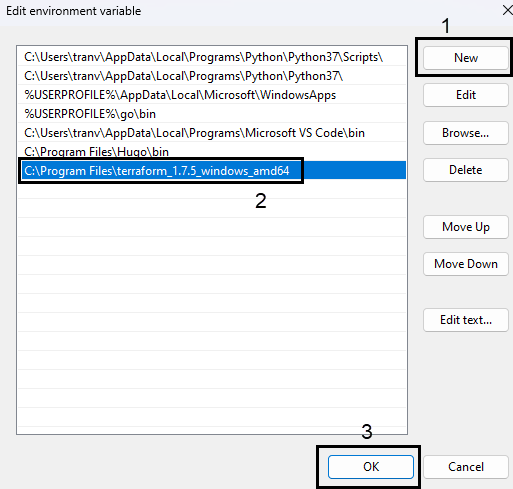 Edit environment variable
1
C:\Users\tranv\AppData\Local\Programs\Python\Python37\Scripts\
New
C:\Users\tranv\AppData\Local\Programs\Python\Python37\
%USERPROFILE%\AppData\Local\Microsoft\WindowsApps
Edit
%USERPROFILE%\go\bin
C:\Users\tranv\AppData\Local\Programs\Microsoft VS Code\bin
Browse...
C:\Program Files\Hugo\bin
C:\Program Files\terraform_1.7.5_windows_amd64
Delete
2
Move Up
Move Down
Edit text...
3
OK
Cancel